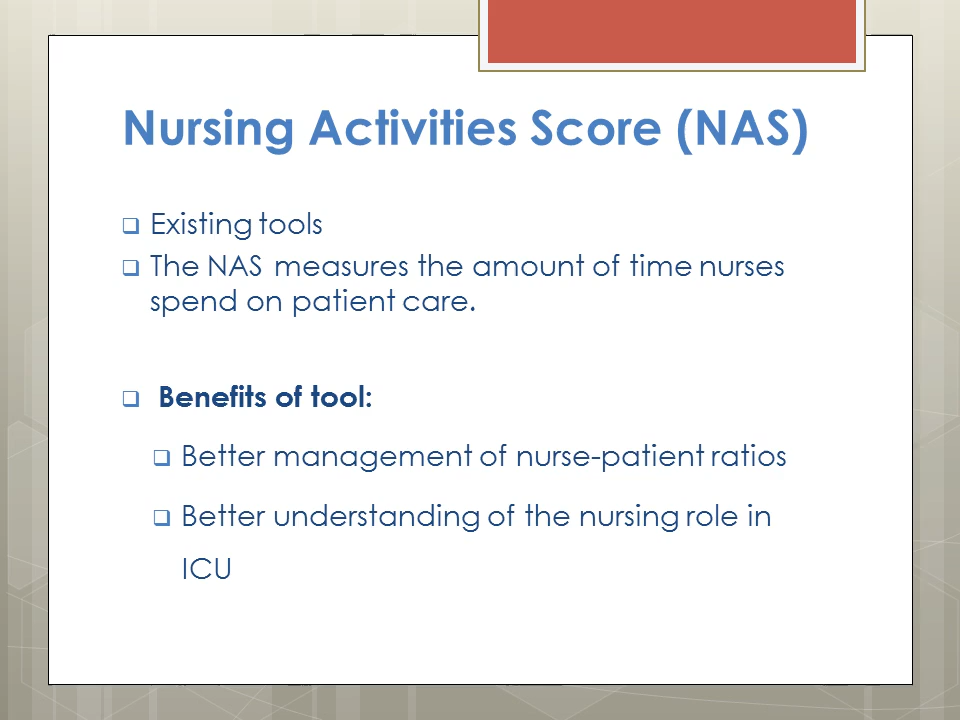 Nursing Activities Score (NAS)
Existing tools
The NAS measures the amount of time nurses
spend on patient care.
Benefits of tool:
Better management of nurse-patient ratios
Better understanding of the nursing role in
ICU